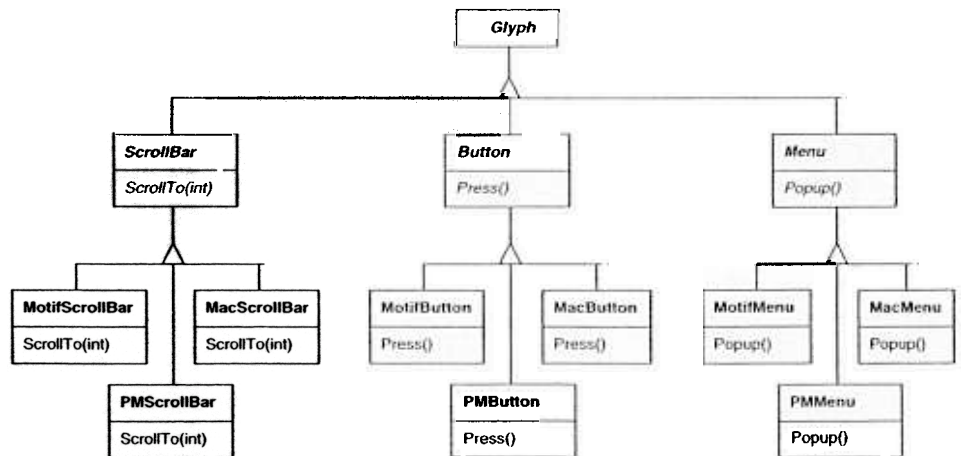 Glyph
ScrollBar
ScrollTo(int)
Button
Press()
Menu
Popup()
MotifScrollBar
ScrollTo(int)
MacScrollBar
ScrollTo(int)
PMScrollBar
ScrollTo(int)
MotifButton
Press()
MacButton
Press()
PMButton
Press()
MotifMenu
Popup()
MacMenu
Popup()
PMMenu
Popup()